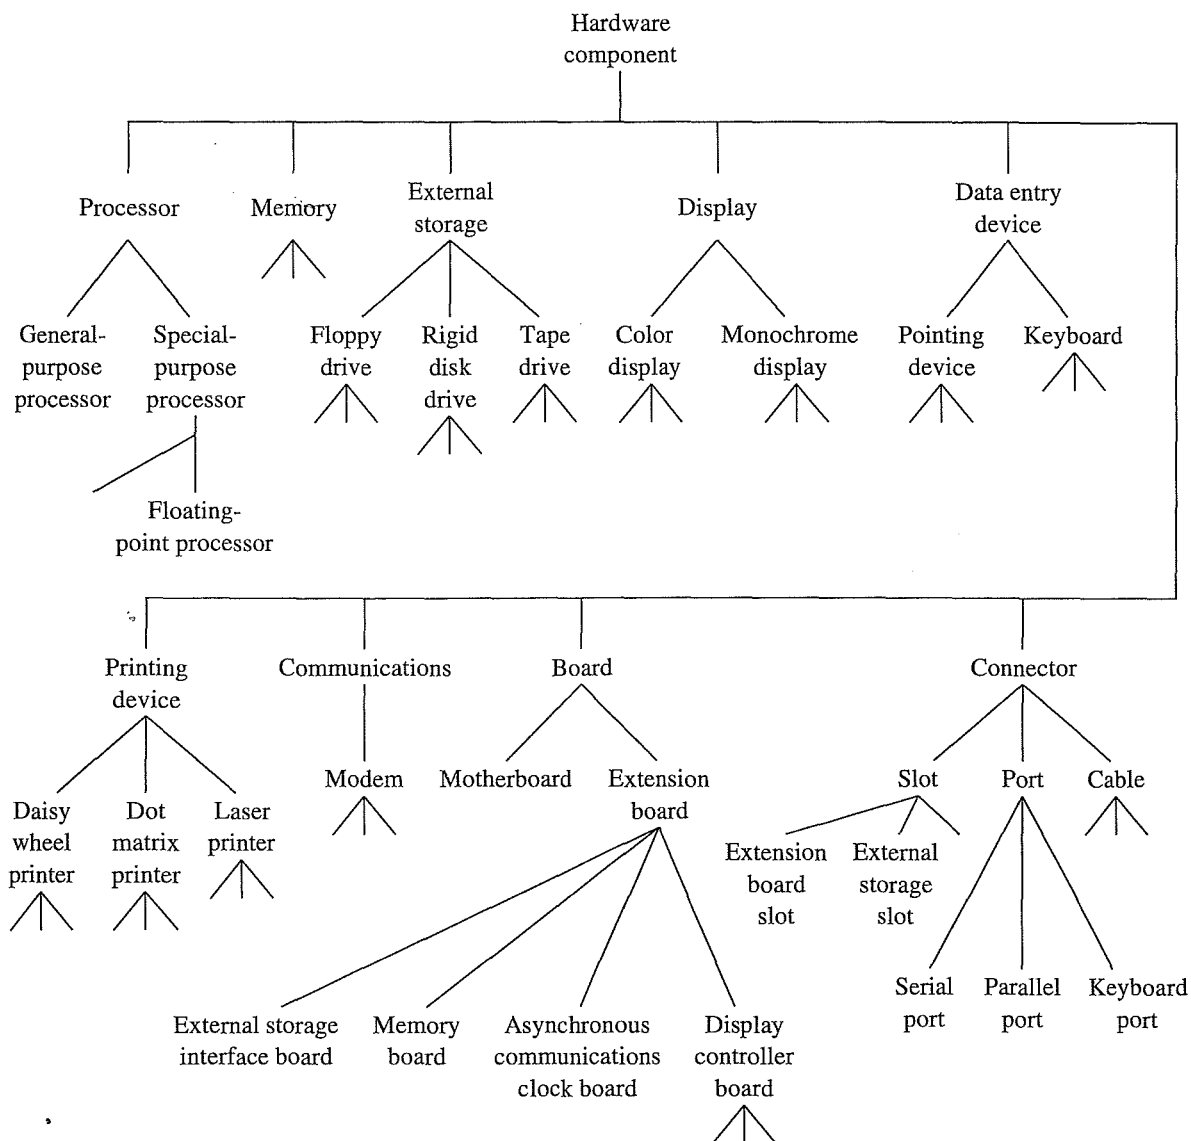 Hardware
component
Processor
Memory
External
storage
Display
Data entry
device
General-
purpose
processor
Special-
purpose
processor
Floppy
drive
Rigid
disk
drive
Tape
drive
Color
display
Monochrome
display
Pointing
device
Keyboard
Floating-
point processor
Printing
device
Communications
Board
Connector
Daisy
wheel
printer
Dot
matrix
printer
Laser
printer
Modem
Motherboard
Extension
board
Slot
Port
Cable
Extension
board
slot
External
storage
slot
External storage
interface board
Memory
board
Asynchronous
communications
clock board
Display
controller
board
Serial
port
Parallel
port
Keyboard
port